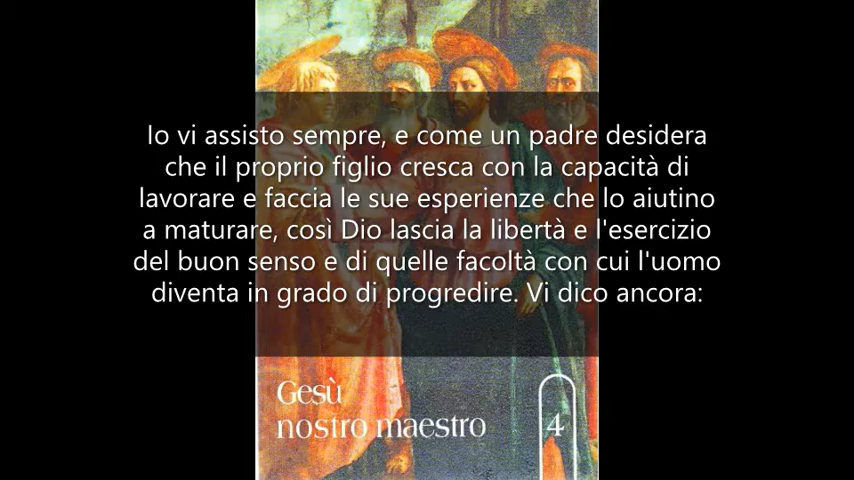 Io vi assisto sempre, e come un padre desidera
che il proprio figlio cresca con la capacità di
lavorare e faccia le sue esperienze che lo aiutino
a maturare, così Dio lascia la libertà e l'esercizio
del buon senso e di quelle facoltà con cui l'uomo
diventa in grado di progredire. Vi dico ancora:
Gesù
nostro maestro
4